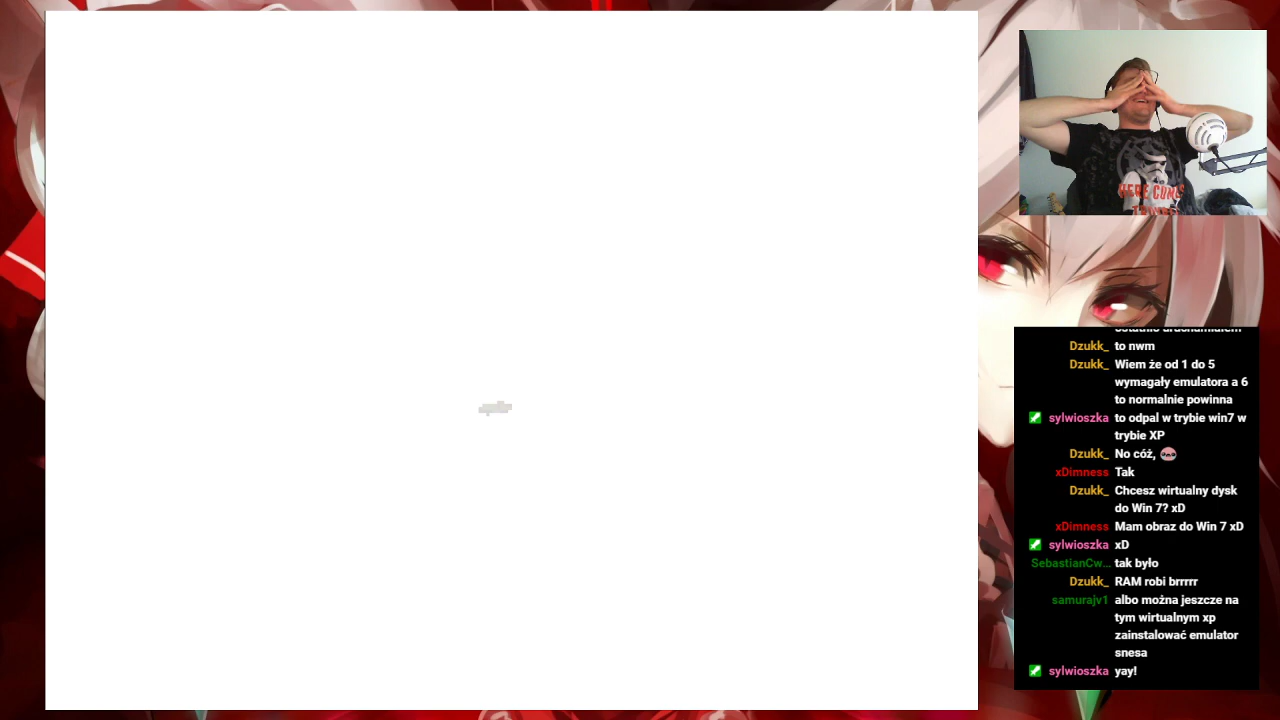 HERE COMES
Dzukk_ to nwm
Dzukk_ Wiem że od 1 do 5
wymagały emulatora a 6
to normalnie powinna
sylwioszka to odpal w trybie win7 w
trybie XP
Dzukk_ No cóż,
xDimness Tak
Dzukk_ Chcesz wirtualny dysk
do Win 7? xD
xDimness Mam obraz do Win 7 xD
sylwioszka xD
SebastianCw... tak było
Dzukk_ RAM robi brrrrr
samurajv1 albo można jeszcze na
tym wirtualnym xp
zainstalować emulator
snesa
sylwioszka yay!